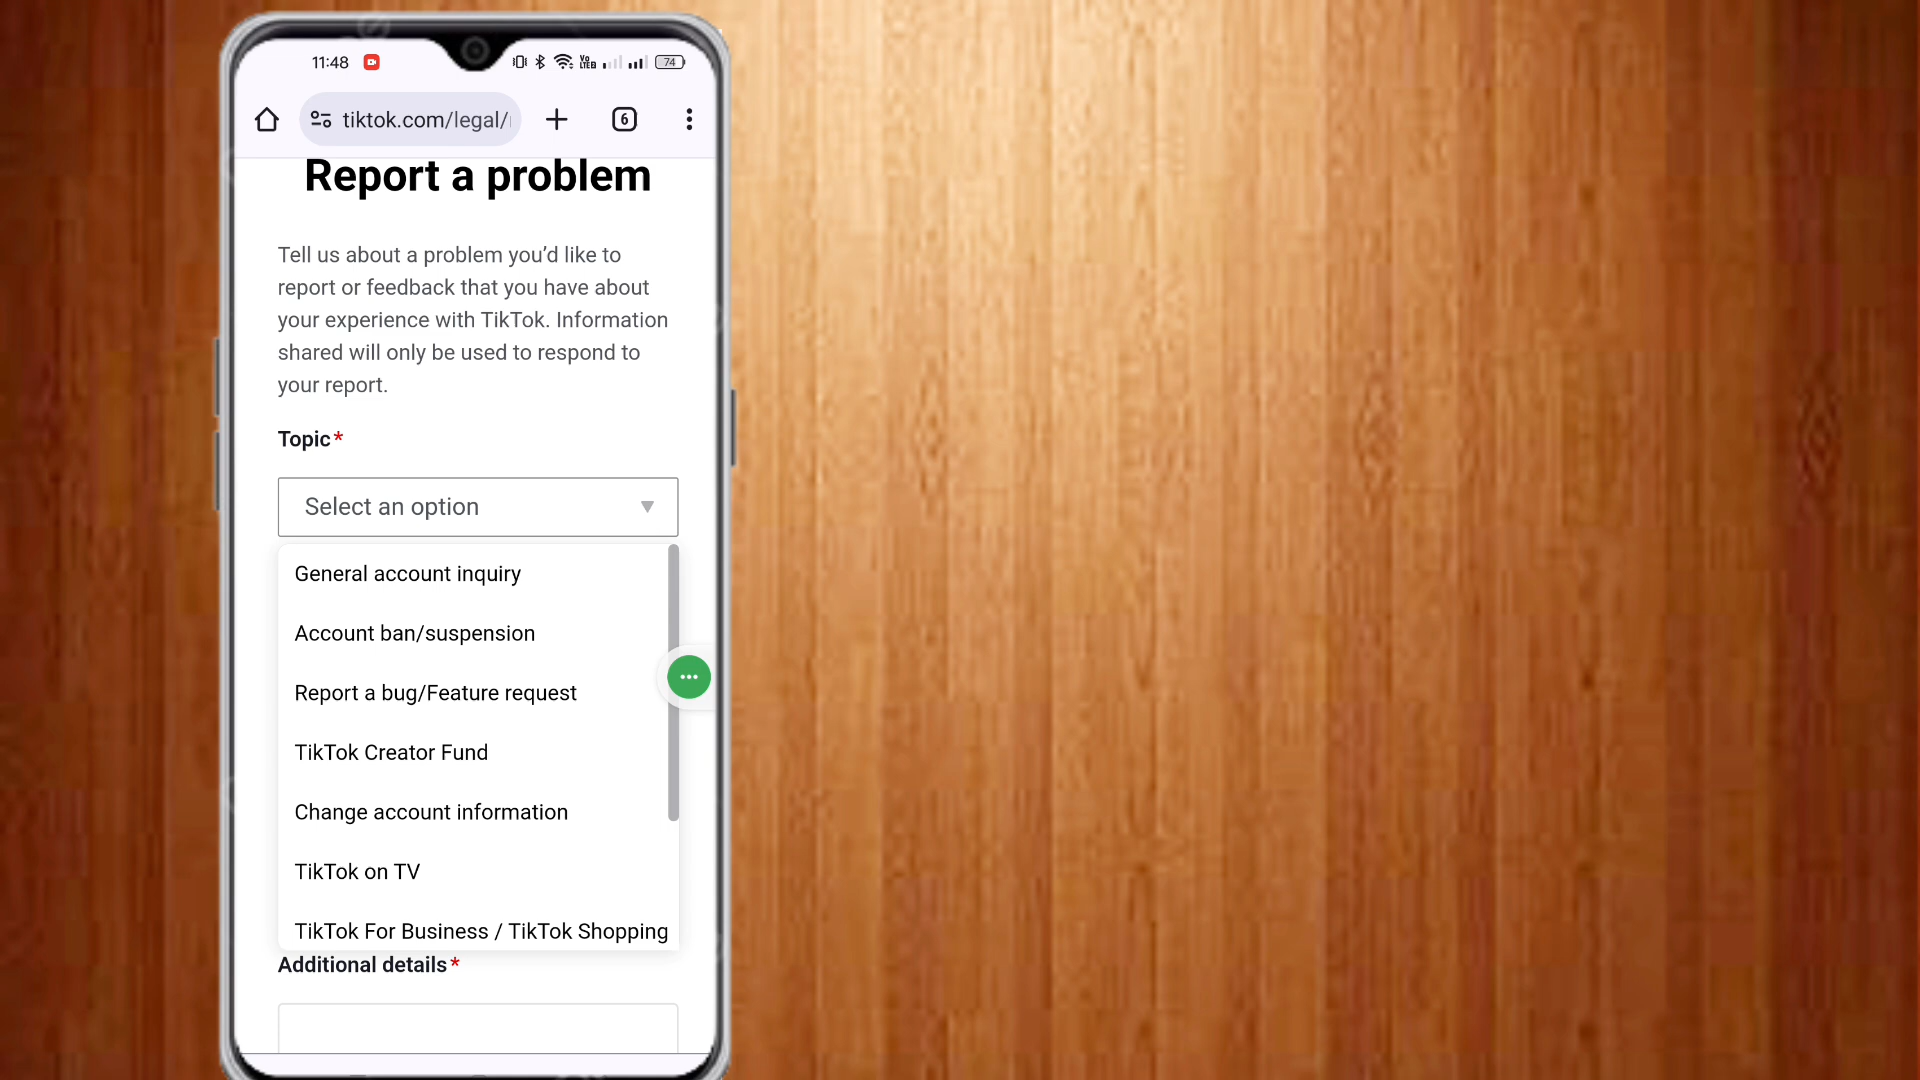 11:48
Vo
LTE
74
tiktok.com/legal/
6
Report a problem
Tell us about a problem you’d like to
report or feedback that you have about
your experience with TikTok. Information
shared will only be used to respond to
your report.
Topic*
Select an option
General account inquiry
Account ban/suspension
Report a bug/Feature request
TikTok Creator Fund
Change account information
TikTok on TV
TikTok For Business / TikTok Shopping
Additional details*